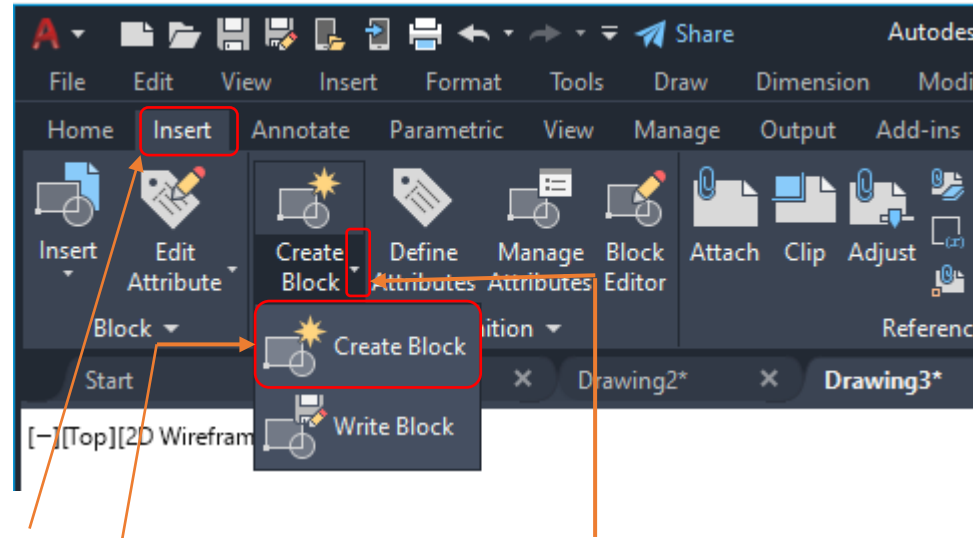 A Share Autodes
File Edit View Insert Format Tools Draw Dimension Modi
Home Insert Annotate Parametric View Manage Output Add-ins
Insert Edit Attribute Create Block Define Attributes Manage Attributes Block Editor Attach Clip Adjust
Block ition Referenc
Create Block
Start Drawing2* Drawing3*
Write Block
[−][Top][2D Wirefram